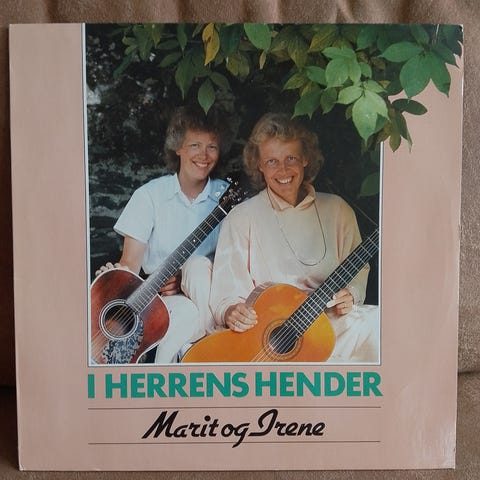 I HERRENS HENDER
Marit og Irene